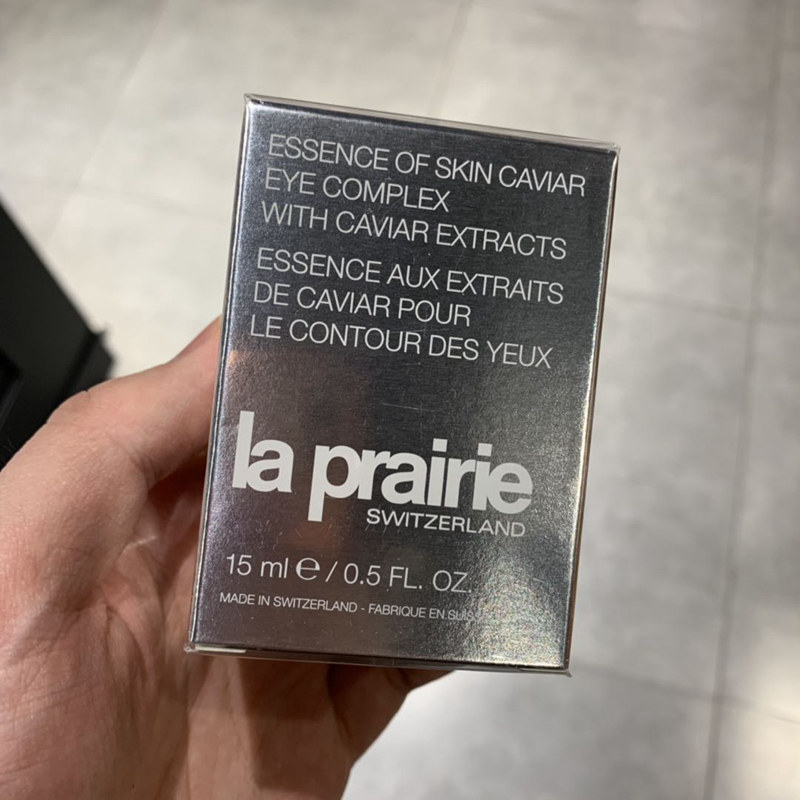 ESSENCE OF SKIN CAVIAR
EYE COMPLEX
WITH CAVIAR EXTRACTS
ESSENCE AUX EXTRAITS
DE CAVIAR POUR
LE CONTOUR DES YEUX
la prairie
SWITZERLAND
15 ml ℮ / 0.5 FL. OZ.
MADE IN SWITZERLAND - FABRIQUE EN